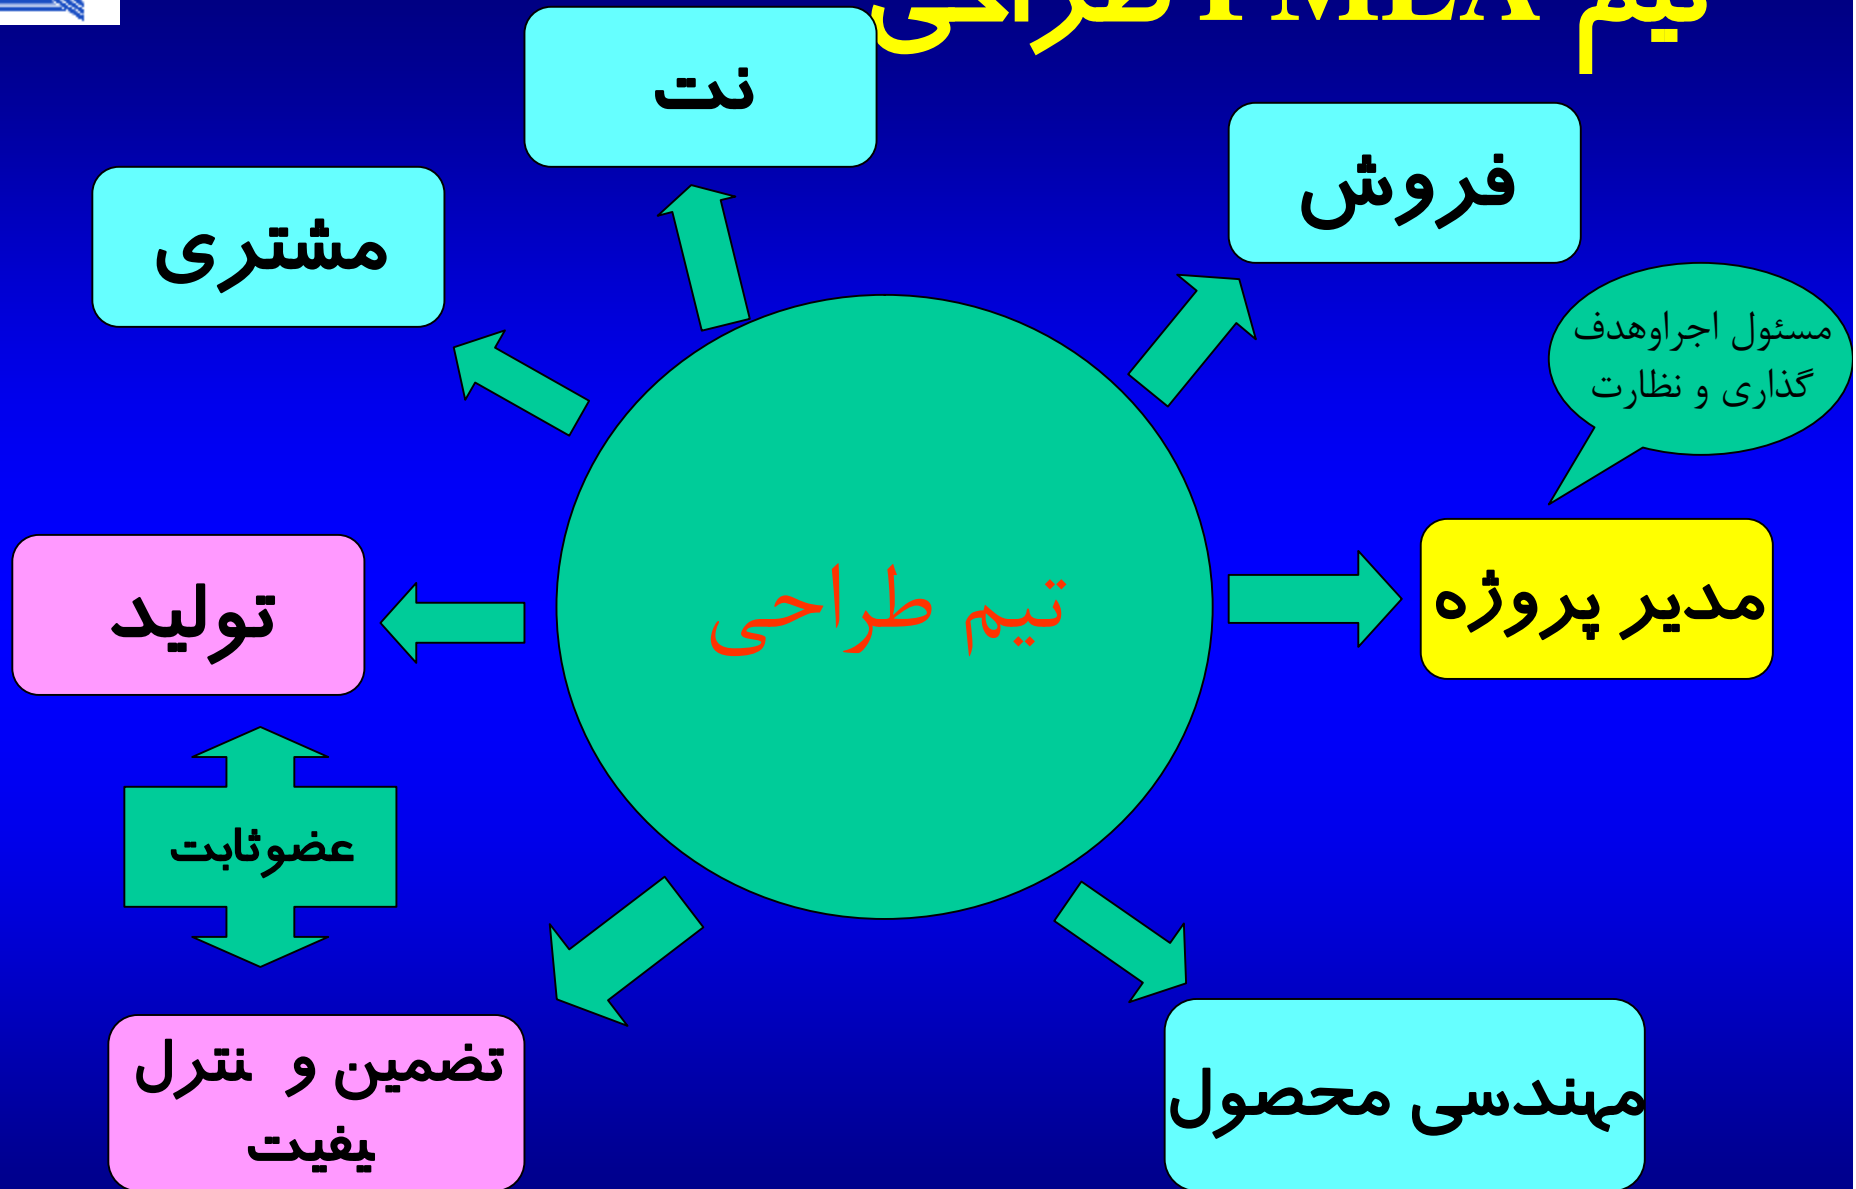 تیم FMEA طراحی
نت
فروش
مشتری
مسئول اجراوهدف
گذاری و نظارت
تیم طراحی
مدیر پروژه
تولید
عضوثابت
تضمین و نترل
یفیت
مهندسی محصول